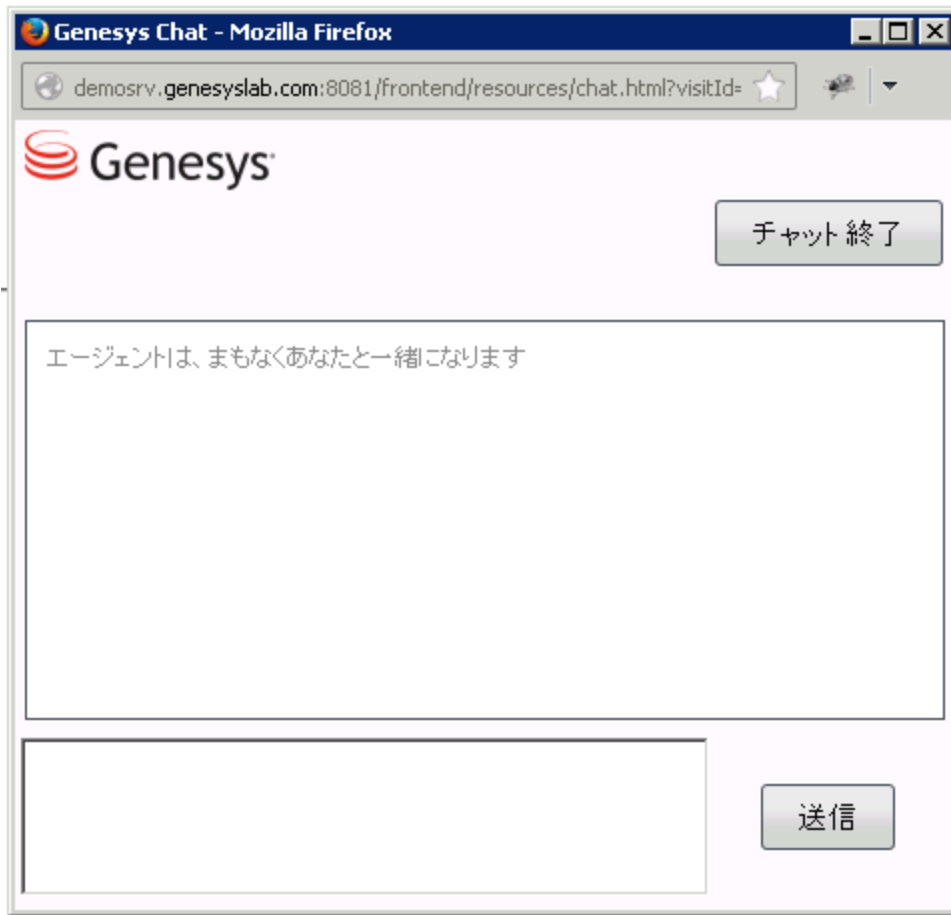 Genesys Chat - Mozilla Firefox
demosrv.genesyslab.com:8081/frontend/resources/chat.html?visitId=
Genesys
チャット終了
エージェントは、まもなくあなたと一緒になります
送信